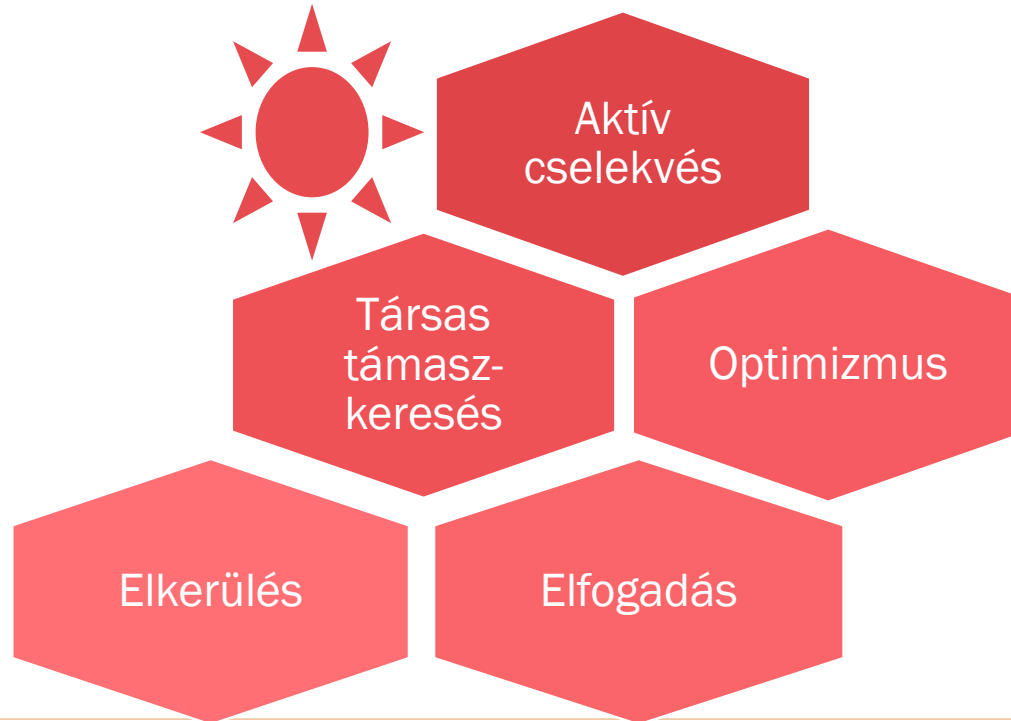 Aktív
cselekvés
Társas
támasz-
keresés
Optimizmus
Elkerülés
Elfogadás